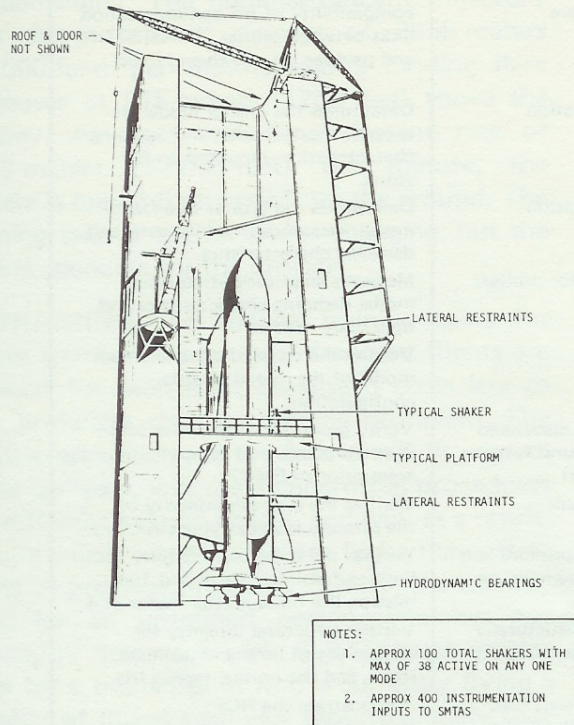 ROOF & DOOR
NOT SHOWN
LATERAL RESTRAINTS
TYPICAL SHAKER
TYPICAL PLATFORM
LATERAL RESTRAINTS
HYDRODYNAMIC BEARINGS
NOTES:
1. APPROX 100 TOTAL SHAKERS WITH
MAX OF 38 ACTIVE ON ANY ONE
MODE
2. APPROX 400 INSTRUMENTATION
INPUTS TO SMTAS